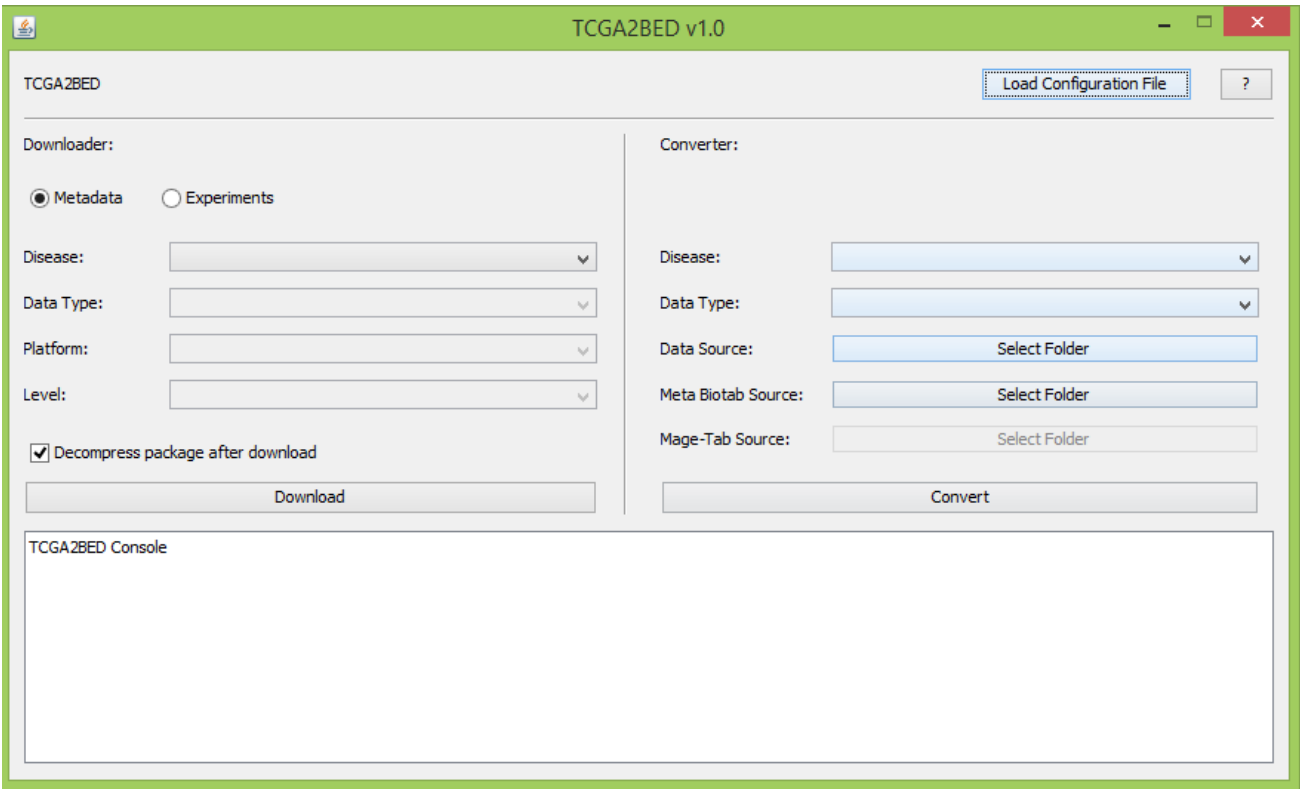 TCGA2BED v1.0
TCGA2BED
Load Configuration File
?
Downloader:
Metadata
Experiments
Disease:
Data Type:
Platform:
Level:
Decompress package after download
Download
Converter:
Disease:
Data Type:
Data Source:
Select Folder
Meta Biotab Source:
Select Folder
Mage-Tab Source:
Select Folder
Convert
TCGA2BED Console